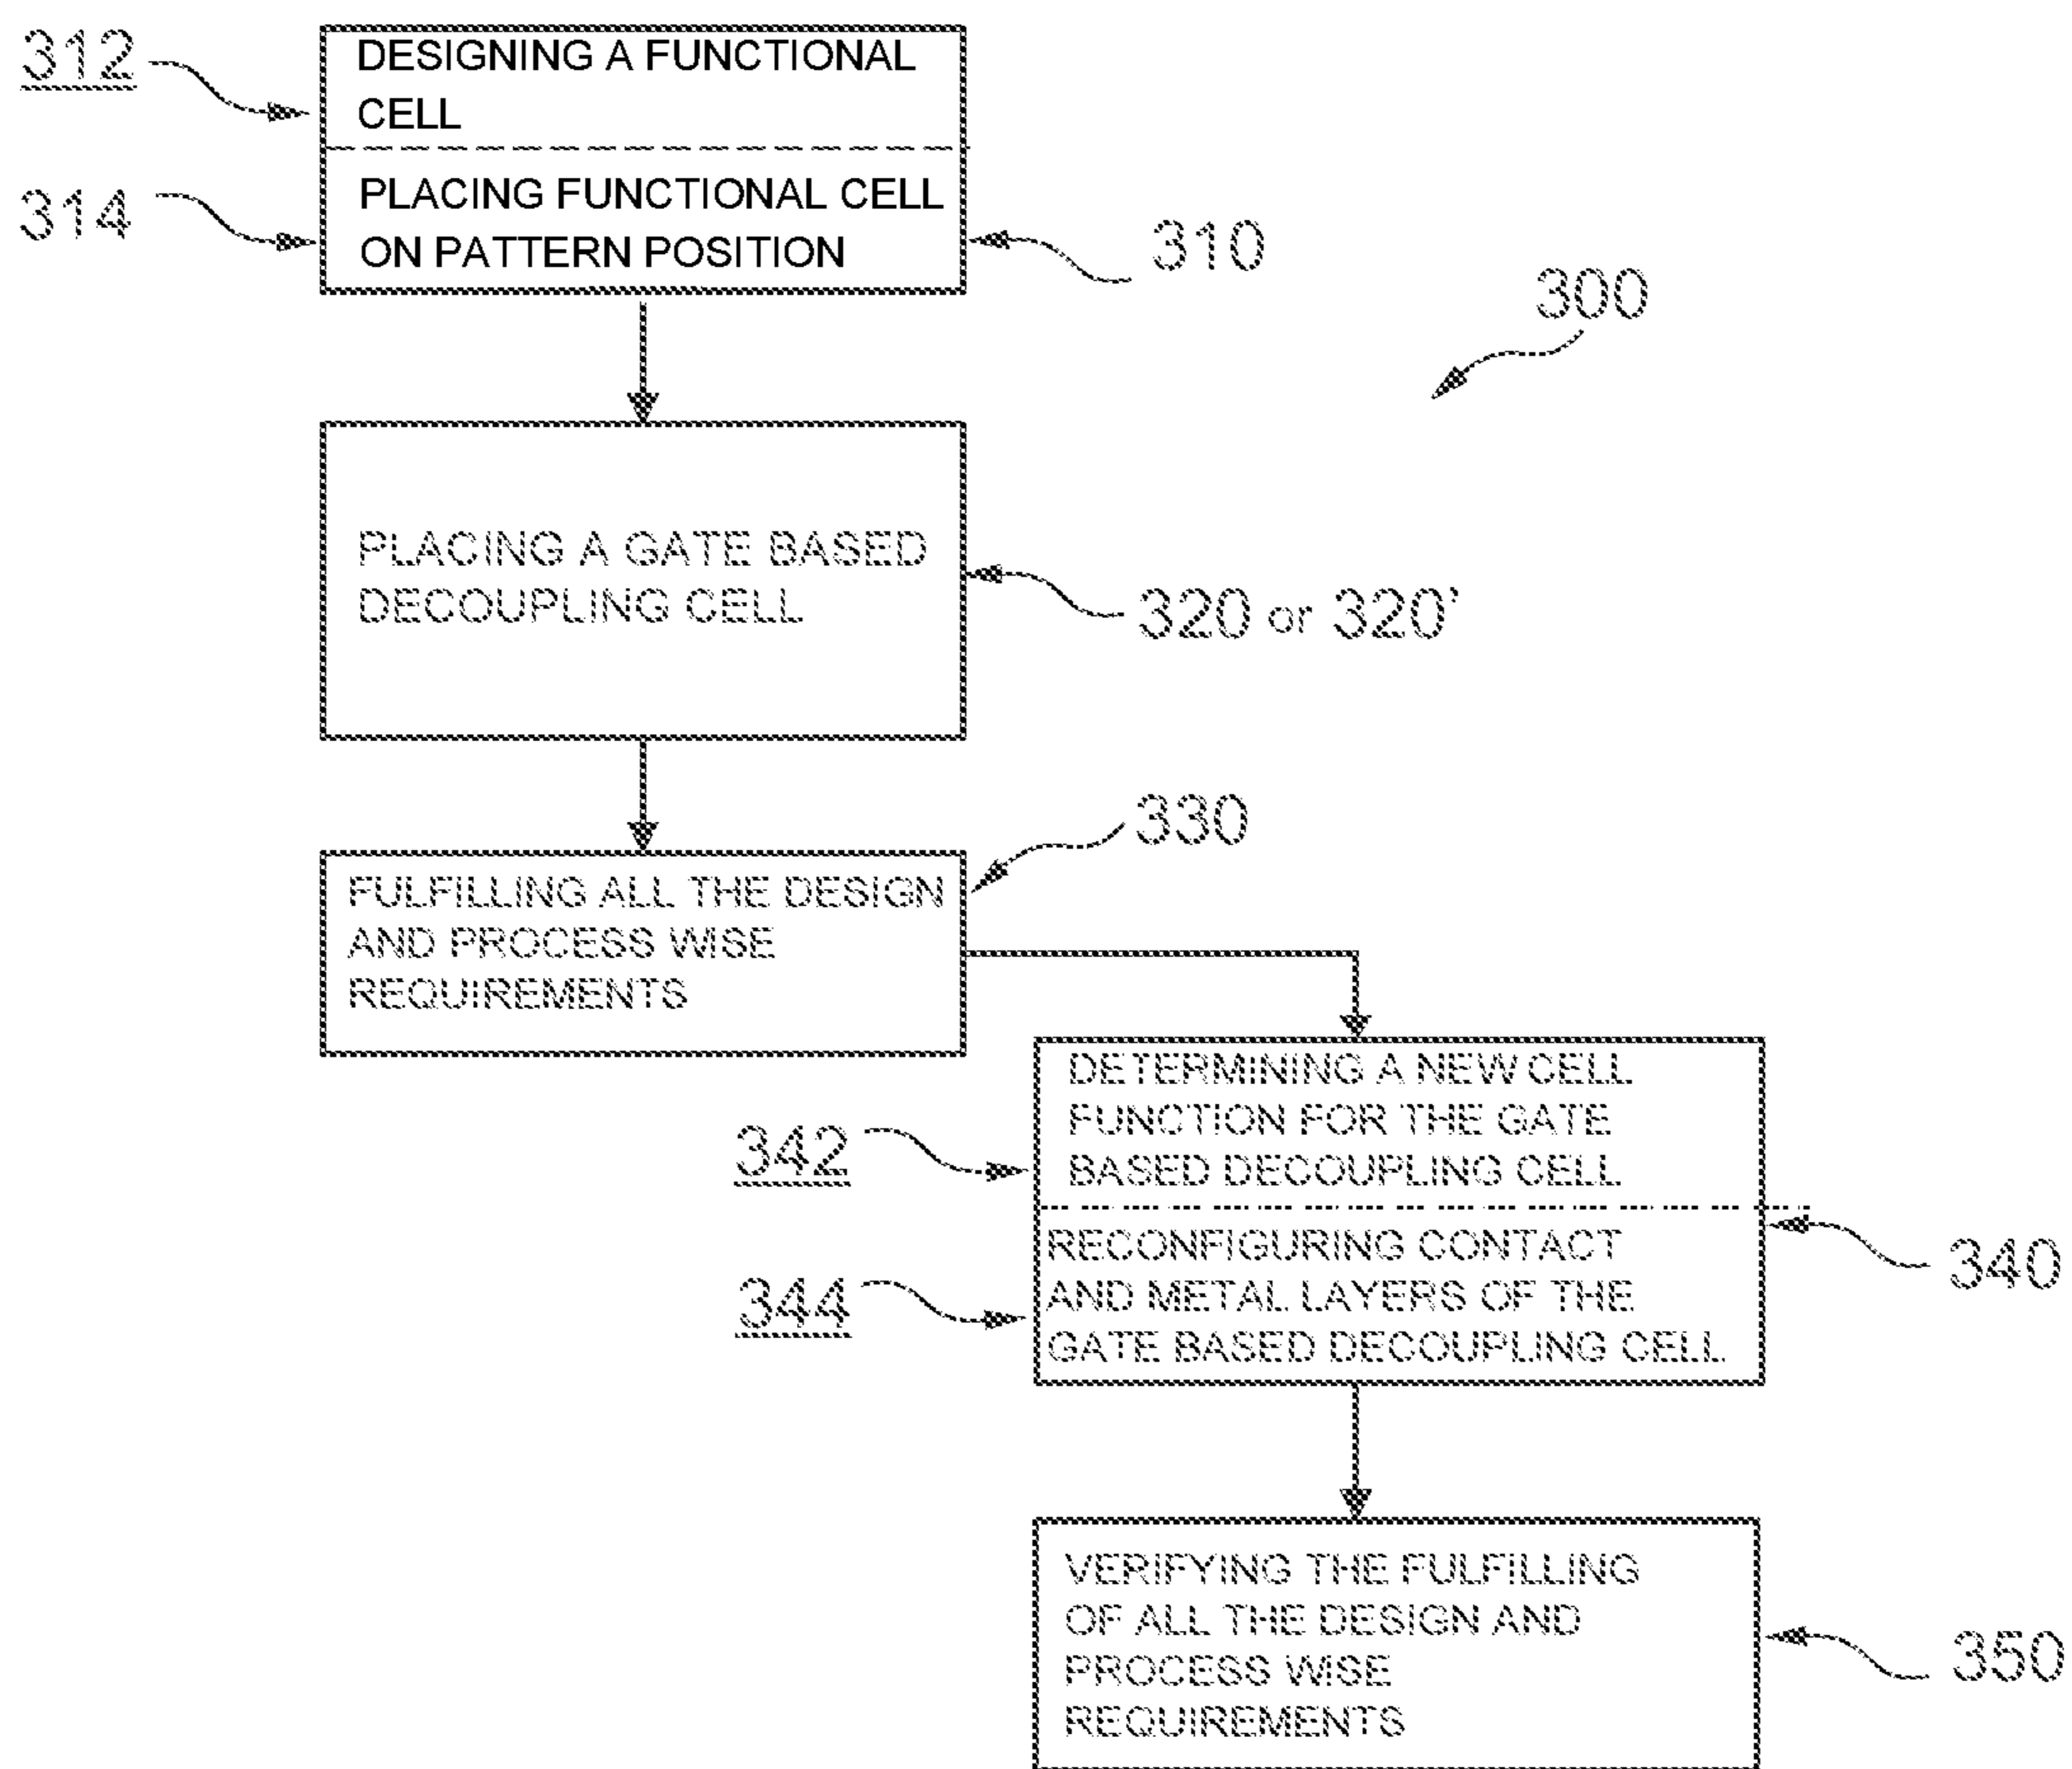 312
DESIGNING A FUNCTIONAL
CELL
314
PLACING FUNCTIONAL CELL
ON PATTERN POSITION
310
300
PLACING A GATE BASED
DECOUPLING CELL
320 or 320'
330
FULFILLING ALL THE DESIGN
AND PROCESS WISE
REQUIREMENTS
342
DETERMINING A NEW CELL
FUNCTION FOR THE GATE
BASED DECOUPLING CELL
344
RECONFIGURING CONTACT
AND METAL LAYERS OF THE
GATE BASED DECOUPLING CELL
340
VERIFYING THE FULFILLING
OF ALL THE DESIGN AND
PROCESS WISE
REQUIREMENTS
350